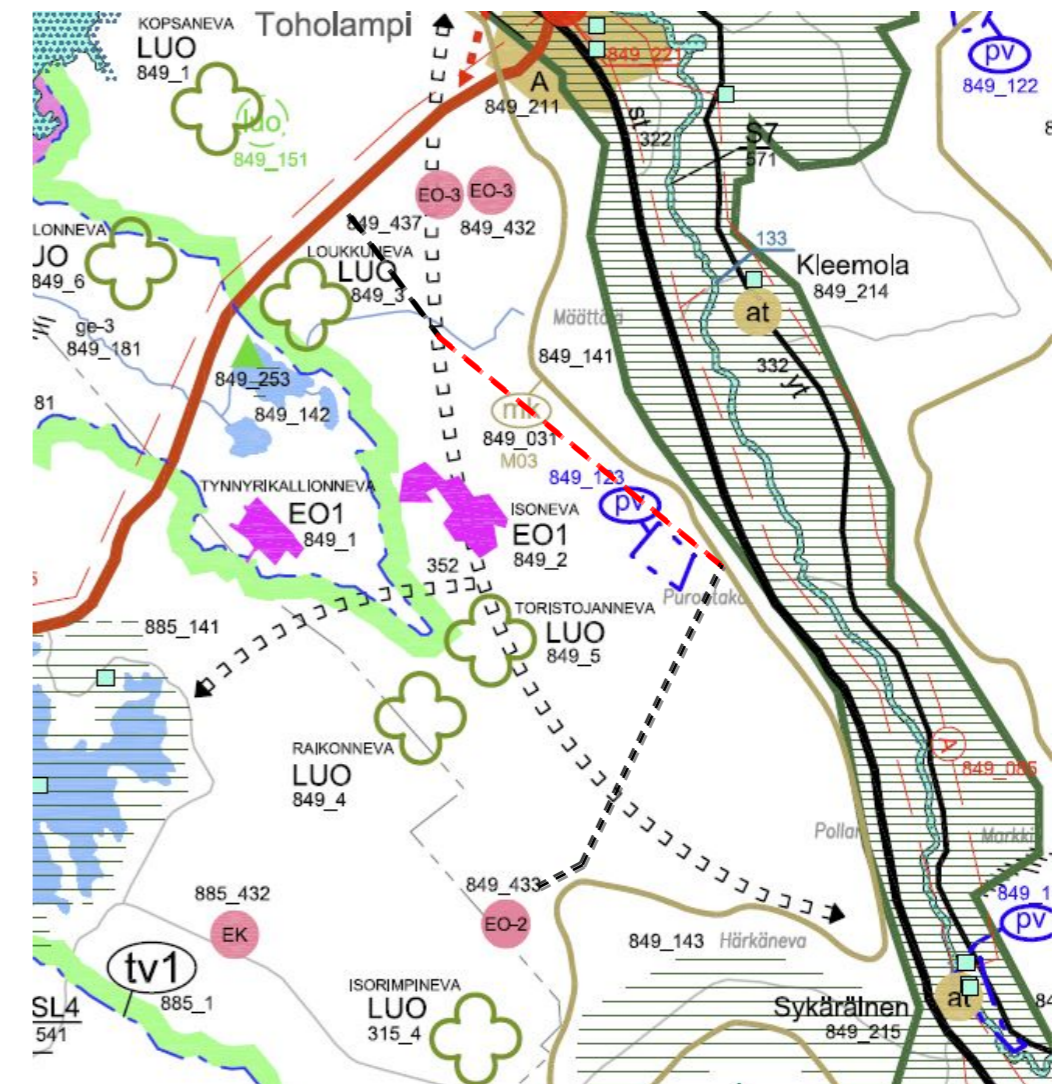 KOPSANEVA
LUO
849_1
Toholampi
luo
849_151
A
849_211
849_221
st
322
S7
571
pv
849_122
EO-3
EO-3
849_437
849_432
LOUKKUNEVA
LUO
849_3
LONNEVA
849_6
ge-3
849_181
849_253
849_142
81
133
Kleemola
849_214
at
332
yt
Määttälä
849_141
mk
849_031
M03
849_123
pv
TYNNYRIKALLIONNEVA
EO1
849_1
ISONEVA
EO1
849_2
352
Purontaka
TORISTOJANNEVA
LUO
849_5
885_141
RAIKONNEVA
LUO
849_4
A
849_085
Markki
885_432
EK
849_433
EO-2
849_143
Härkäneva
849_1
pv
tv1
885_1
SL4
541
ISORIMPINEVA
LUO
315_4
Sykäräinen
849_215
at